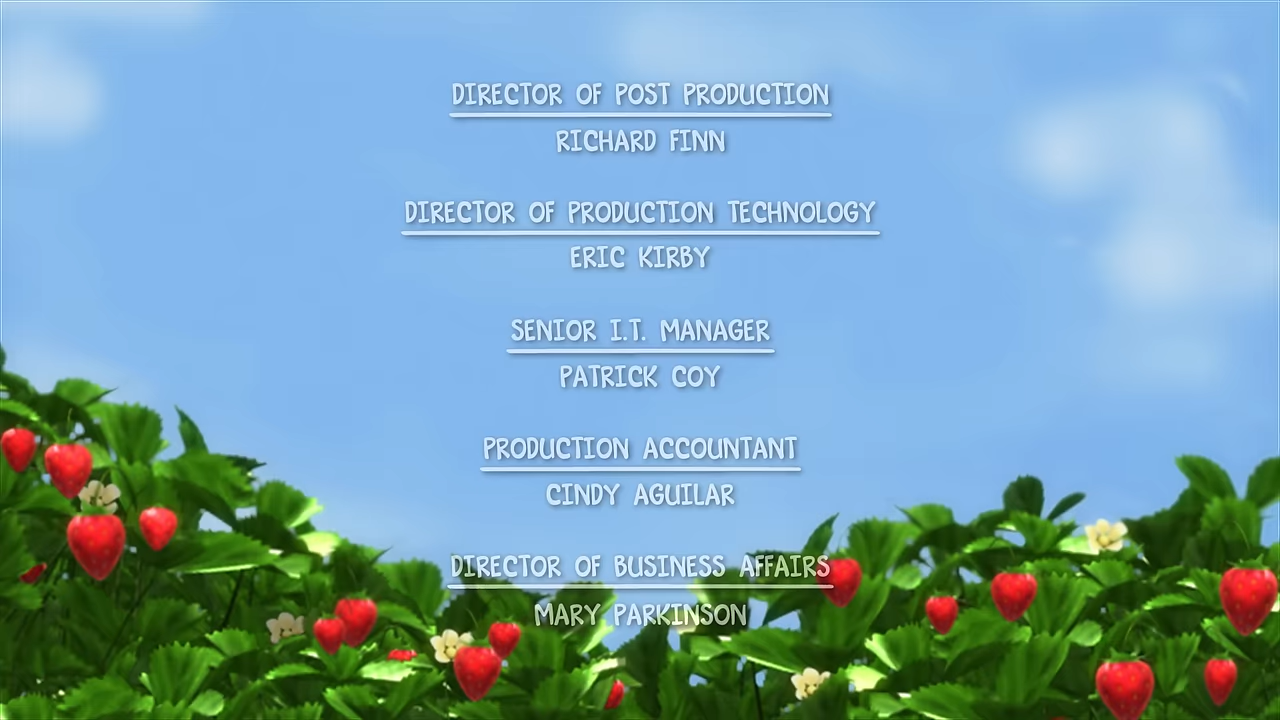 DIRECTOR OF POST PRODUCTION
RICHARD FINN
DIRECTOR OF PRODUCTION TECHNOLOGY
ERIC KIRBY
SENIOR I.T. MANAGER
PATRICK COY
PRODUCTION ACCOUNTANT
CINDY AGUILAR
DIRECTOR OF BUSINESS AFFAIRS
MARY PARKINSON